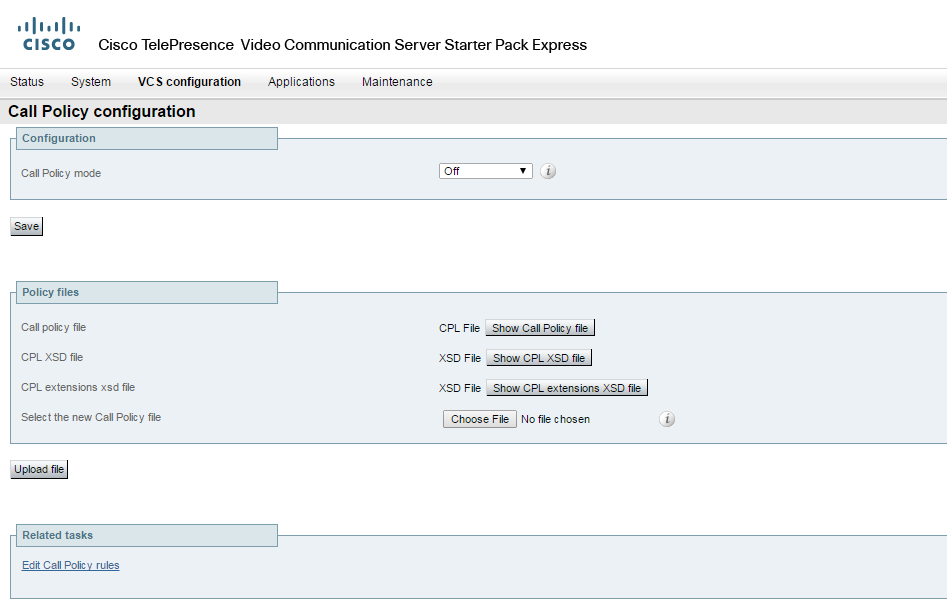 CISCO
Cisco TelePresence Video Communication Server Starter Pack Express
Status System VCS configuration Applications Maintenance
Call Policy configuration
Configuration
Call Policy mode Off i
Save
Policy files
Call policy file CPL File Show Call Policy file
CPL XSD file XSD File Show CPL XSD file
CPL extensions xsd file XSD File Show CPL extensions XSD file
Select the new Call Policy file Choose File No file chosen i
Upload file
Related tasks
Edit Call Policy rules